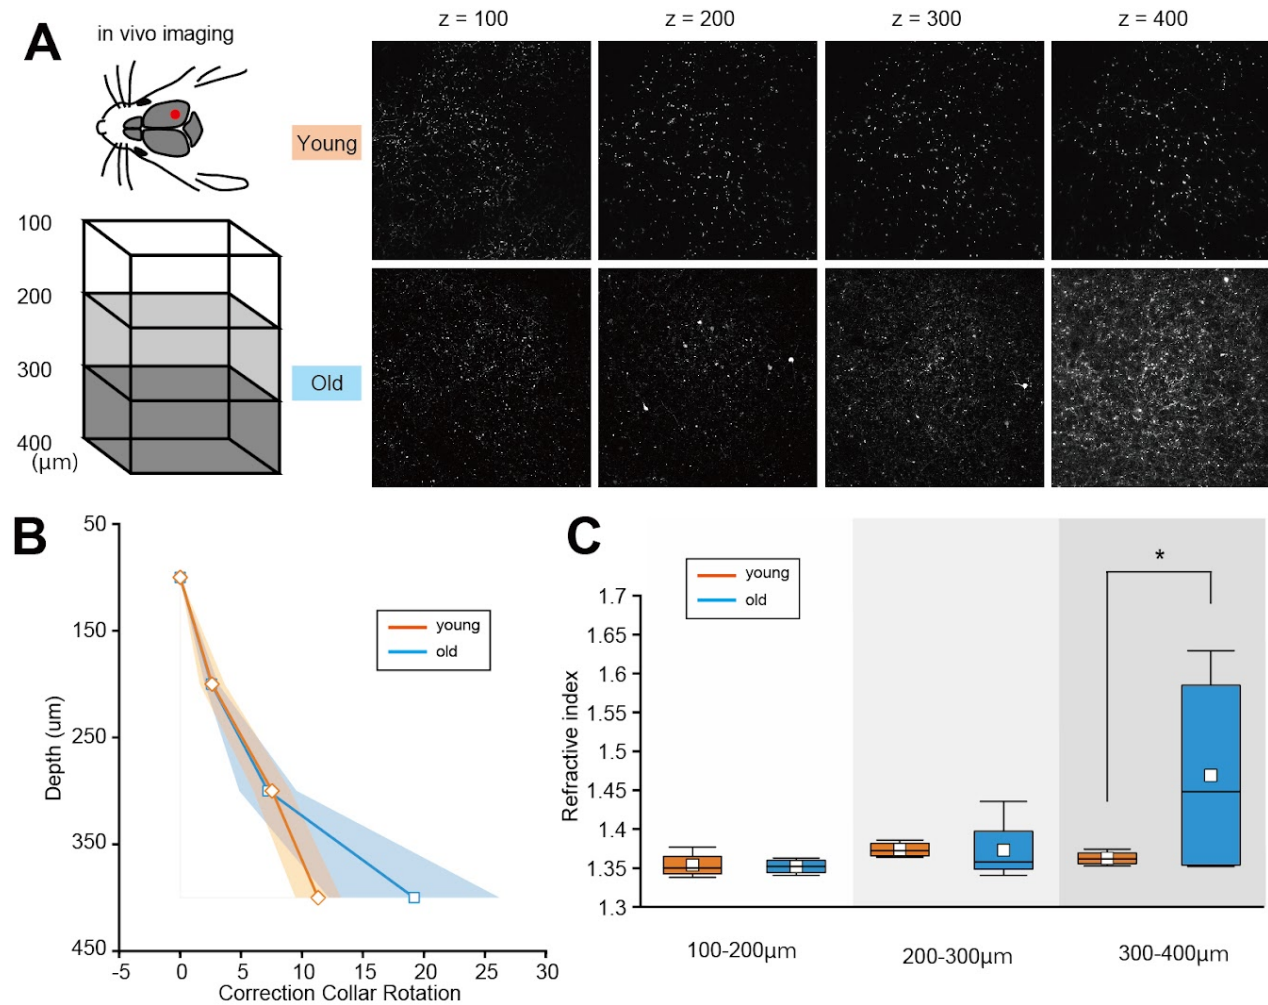 A
in vivo imaging
z = 100
z = 200
z = 300
z = 400
Young
Old
100
200
300
400
(μm)
B
50
150
250
350
450
Depth (um)
-5
0
5
10
15
20
25
30
Correction Collar Rotation
young
old
C
young
old
*
1.7
1.65
1.6
1.55
1.5
1.45
1.4
1.35
1.3
Refractive index
100-200μm
200-300μm
300-400μm